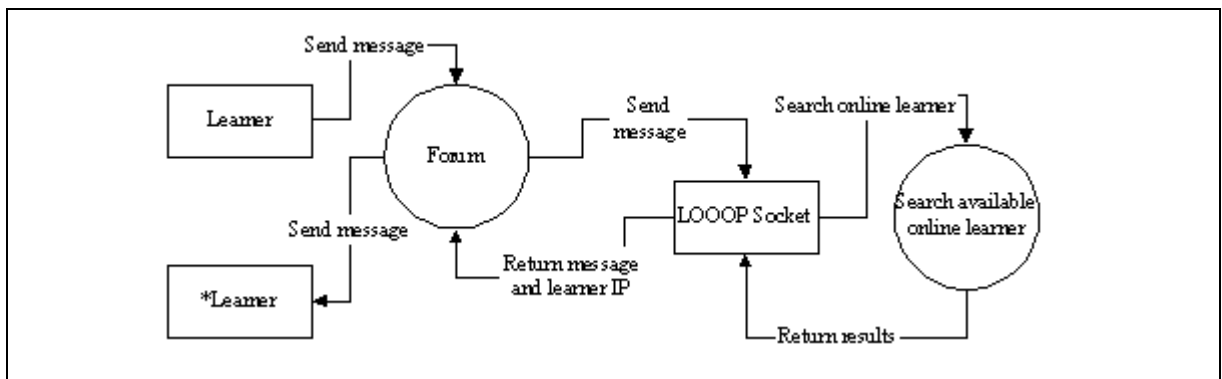 Send message
Learner
Forum
Send
message
Search online learner
LOOOP Socket
Search available
online learner
Send message
Return message
and learner IP
*Learner
Return results